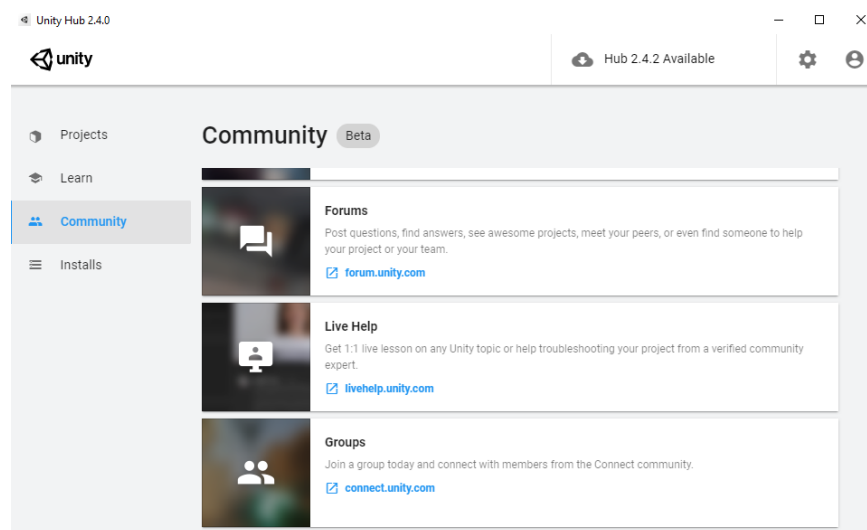 Unity Hub 2.4.0
unity
Hub 2.4.2 Available
Projects
Learn
Community
Installs
Community Beta
Forums
Post questions, find answers, see awesome projects, meet your peers, or even find someone to help
your project or your team.
forum.unity.com
Live Help
Get 1:1 live lesson on any Unity topic or help troubleshooting your project from a verified community
expert.
livehelp.unity.com
Groups
Join a group today and connect with members from the Connect community.
connect.unity.com